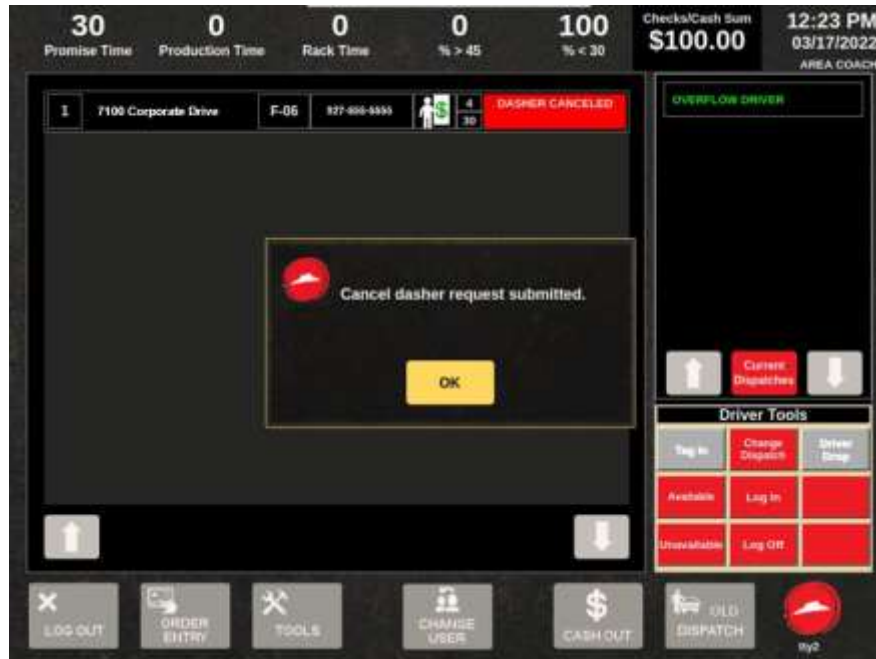 30 0 0 0 100 Checks/Cash Sum 12:23 PM
Promise Time Production Time Rack Time % > 45 % < 30 $100.00 03/17/2022
AREA COACH
1 7100 Corporate Drive F-06 4 DASHER CANCELED
30
OVERFLOW DRIVER
Cancel dasher request submitted.
OK
Current
Dispatches
Driver Tools
Tag In Change Driver
Dispatch Drop
Available Log In
Unavailable Log Off
LOG OUT
ORDER
ENTRY
TOOLS
CHANGE
USER
CASH OUT
OLD
DISPATCH
tty2